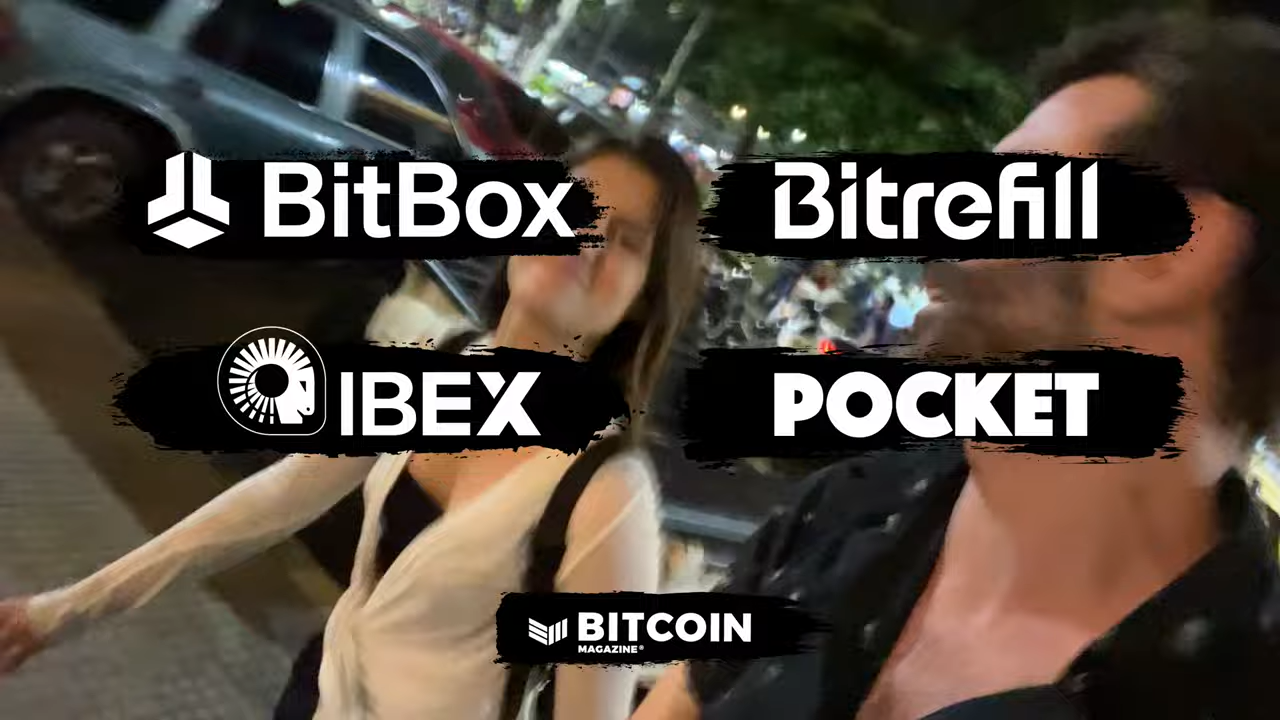 BitBox
Bitrefill
IBEX
POCKET
BITCOIN
MAGAZINE®